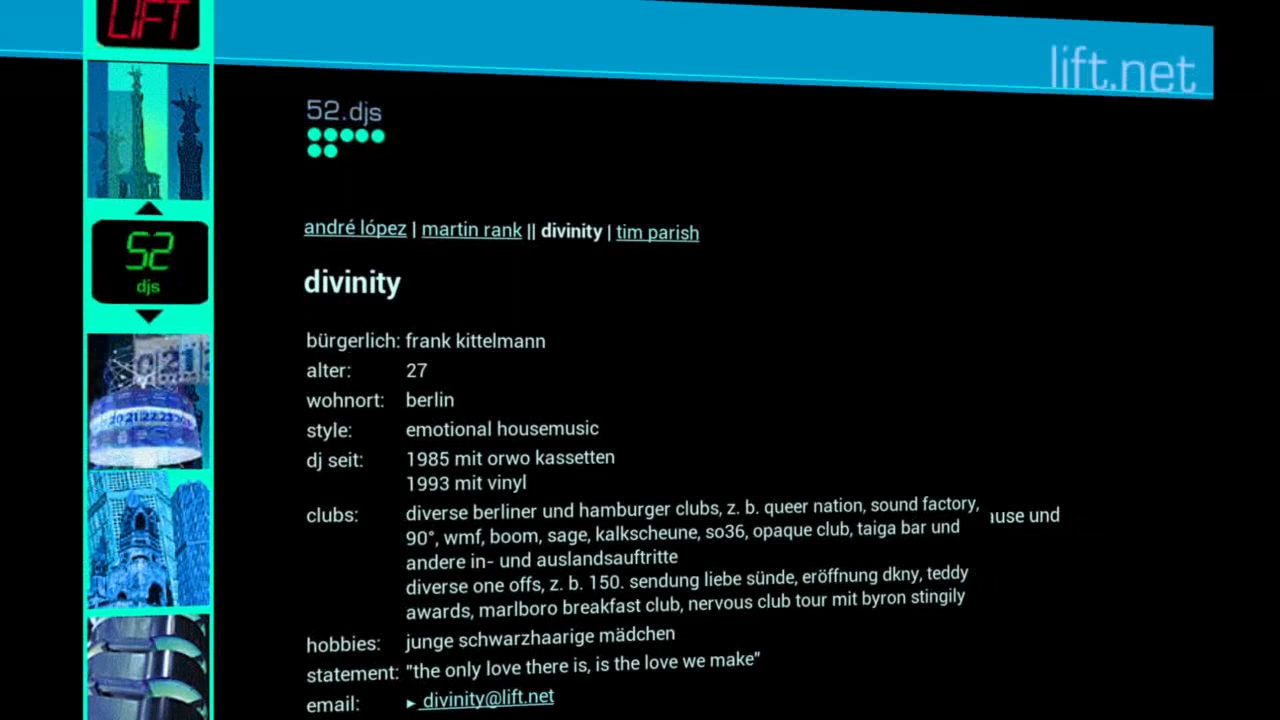 LIFT
lift.net
52.djs
andré lópez | martin rank || divinity | tim parish
52
djs
divinity
bürgerlich: frank kittelmann
alter: 27
wohnort: berlin
style: emotional housemusic
dj seit: 1985 mit orwo kassetten
1993 mit vinyl
clubs: diverse berliner und hamburger clubs, z. b. queer nation, sound factory,
90°, wmf, boom, sage, kalkscheune, so36, opaque club, taiga bar und
andere in- und auslandsauftritte
diverse one offs, z. b. 150. sendung liebe sünde, eröffnung dkny, teddy
awards, marlboro breakfast club, nervous club tour mit byron stingily
und
20 21 22 23
hobbies: junge schwarzhaarige mädchen
statement: "the only love there is, is the love we make"
email: ▸ divinity@lift.net